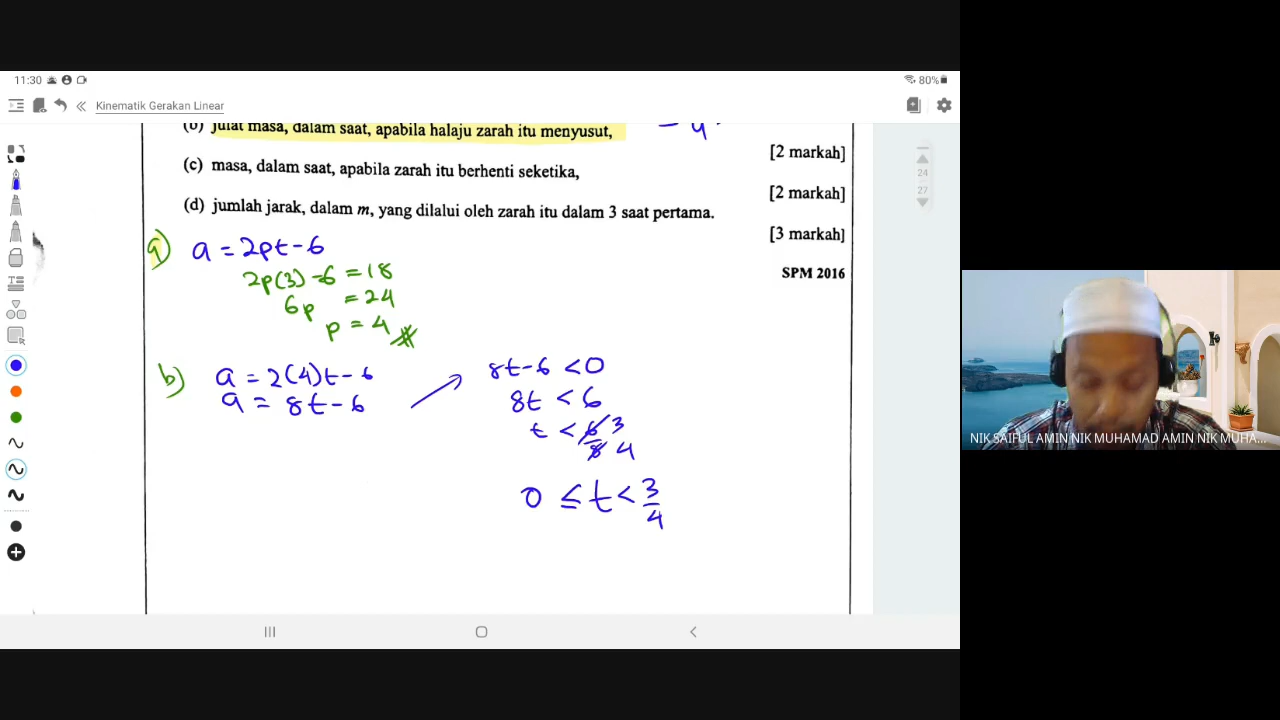 11:30
80%
Kinematik Gerakan Linear
(b) julat masa, dalam saat, apabila halaju zarah itu menyusut,
[2 markah]
(c) masa, dalam saat, apabila zarah itu berhenti seketika,
[2 markah]
(d) jumlah jarak, dalam m, yang dilalui oleh zarah itu dalam 3 saat pertama.
[3 markah]
SPM 2016
24
27
a) a = 2pt - 6
2p(3) - 6 = 18
6p = 24
p = 4
b) a = 2(4)t - 6
a = 8t - 6
8t - 6 < 0
8t < 6
t < 6/8 3/4
0 ≤ t < 3/4
NIK SAIFUL AMIN NIK MUHAMAD AMIN NIK MUHA...